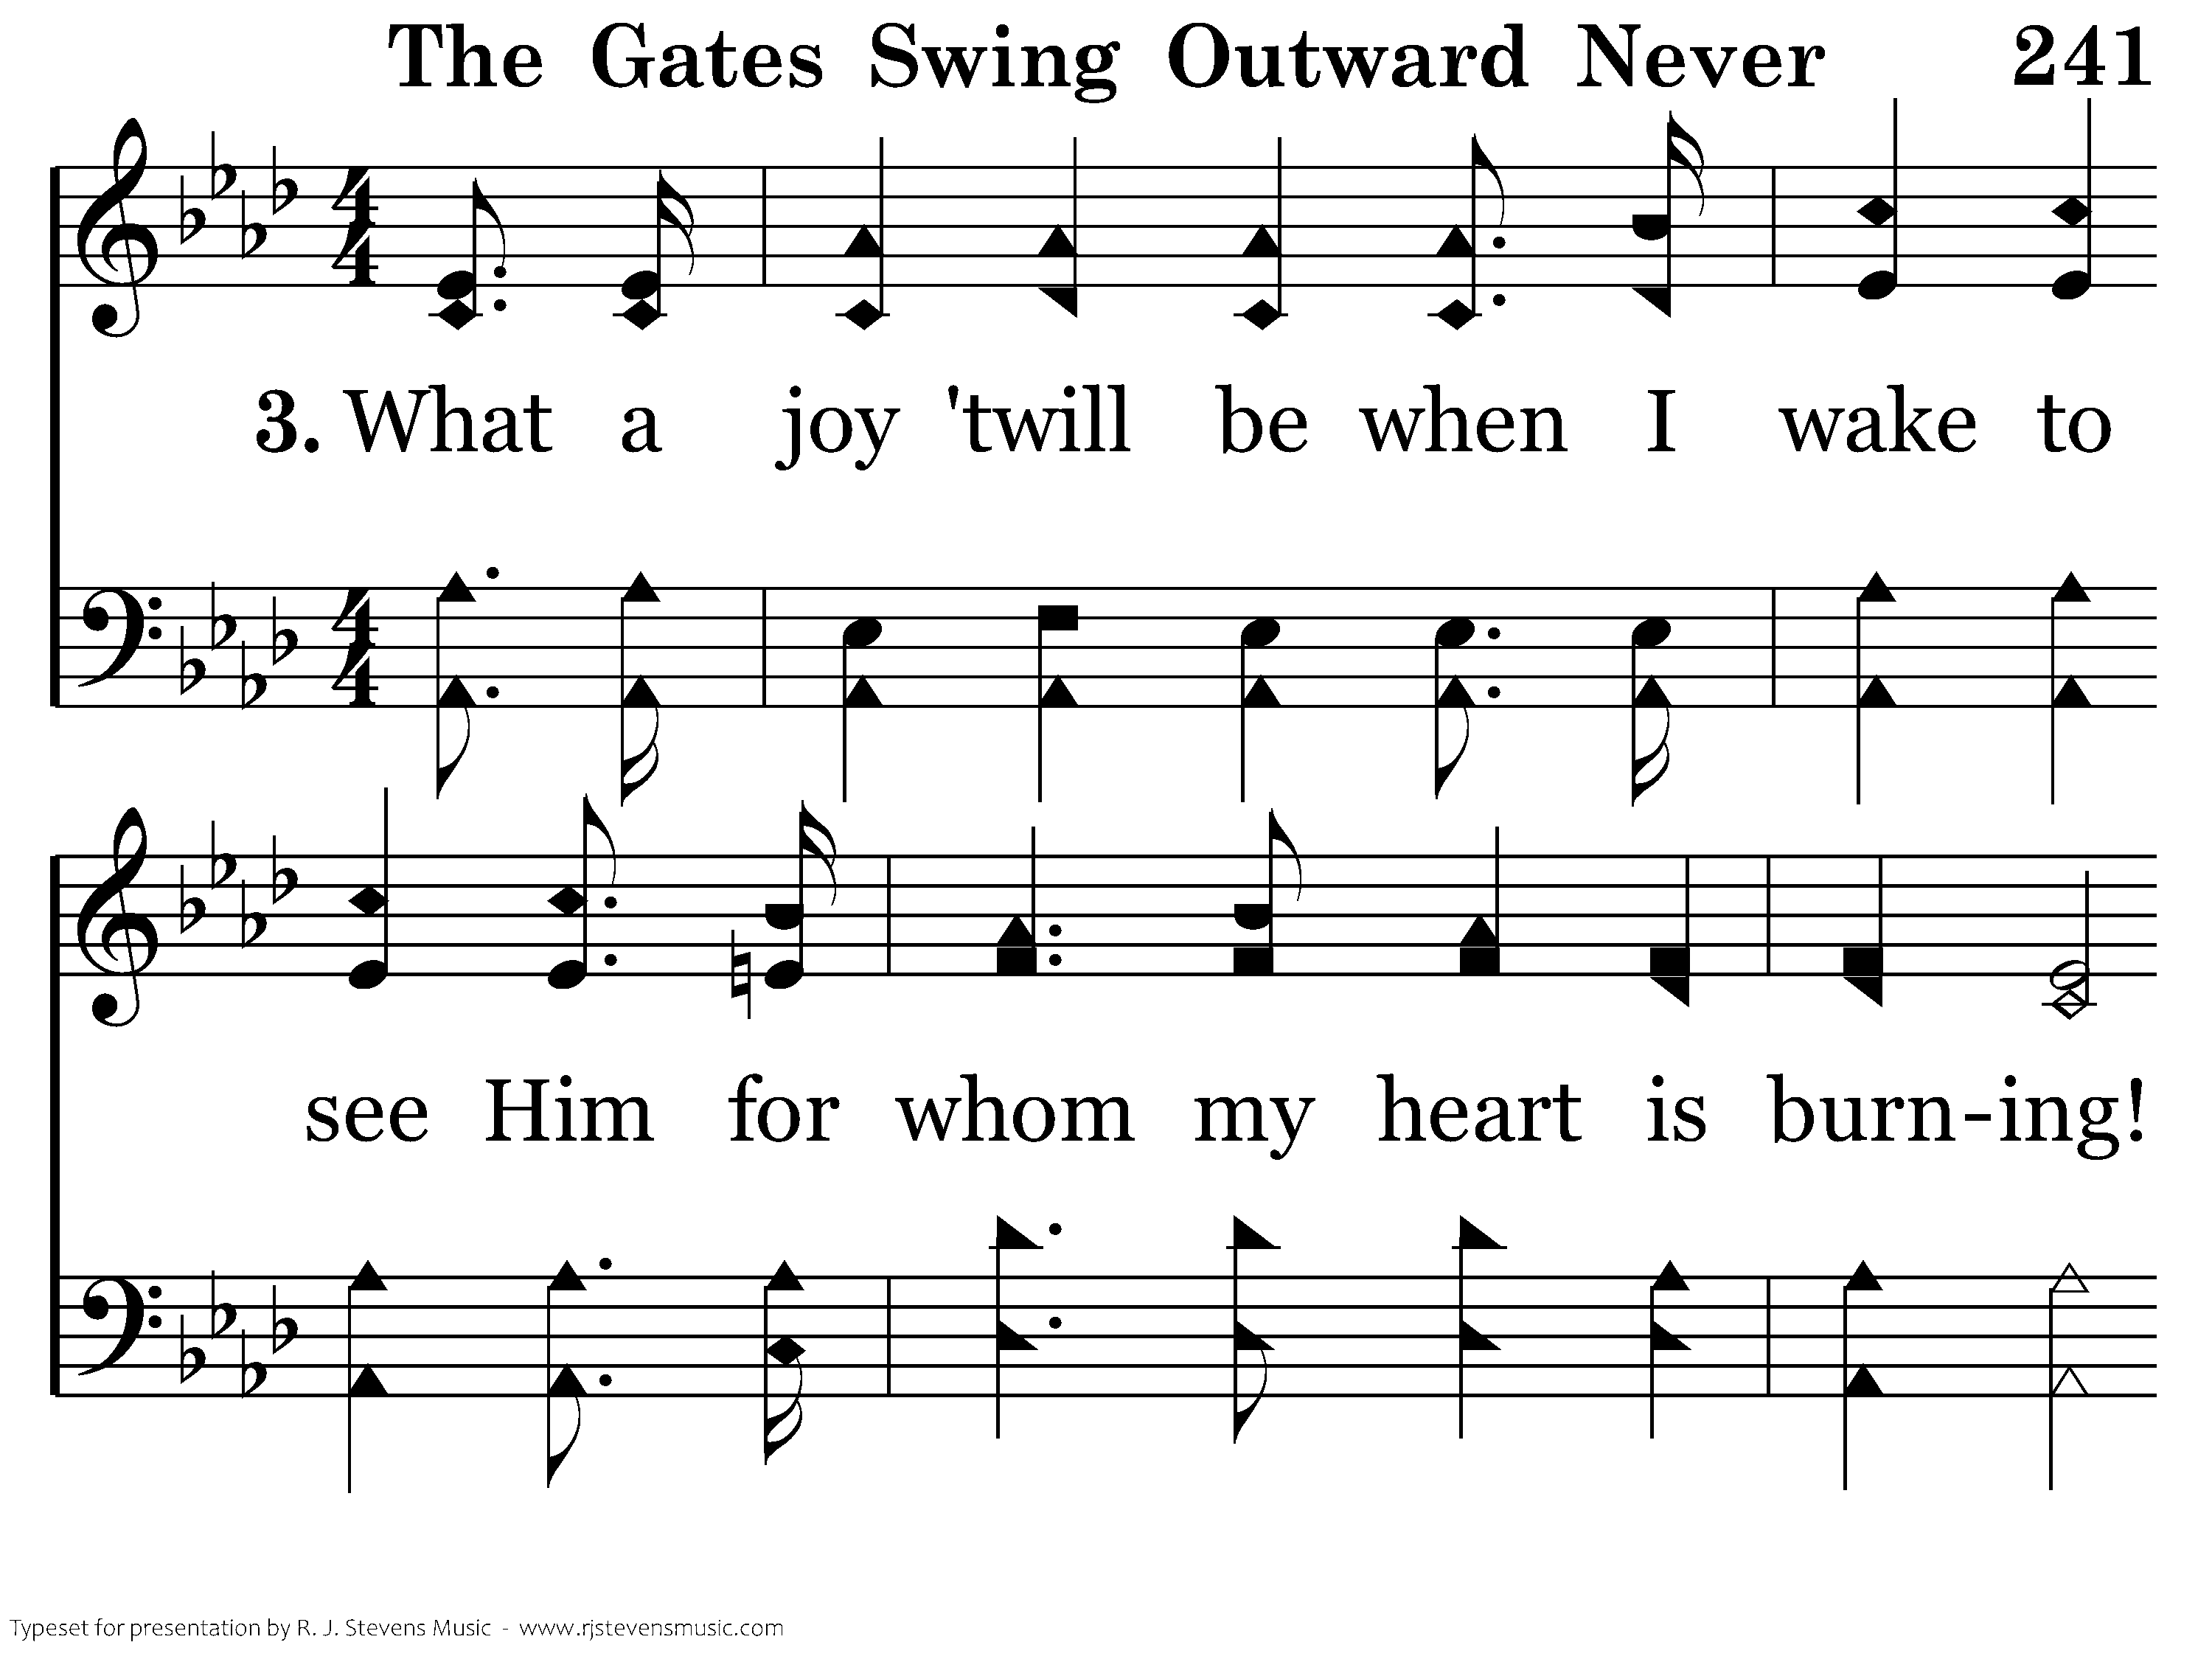 The Gates Swing Outward Never 241
3. What a joy 'twill be when I wake to
see Him for whom my heart is burn-ing!
Typeset for presentation by R. J. Stevens Music - www.rjstevensmusic.com